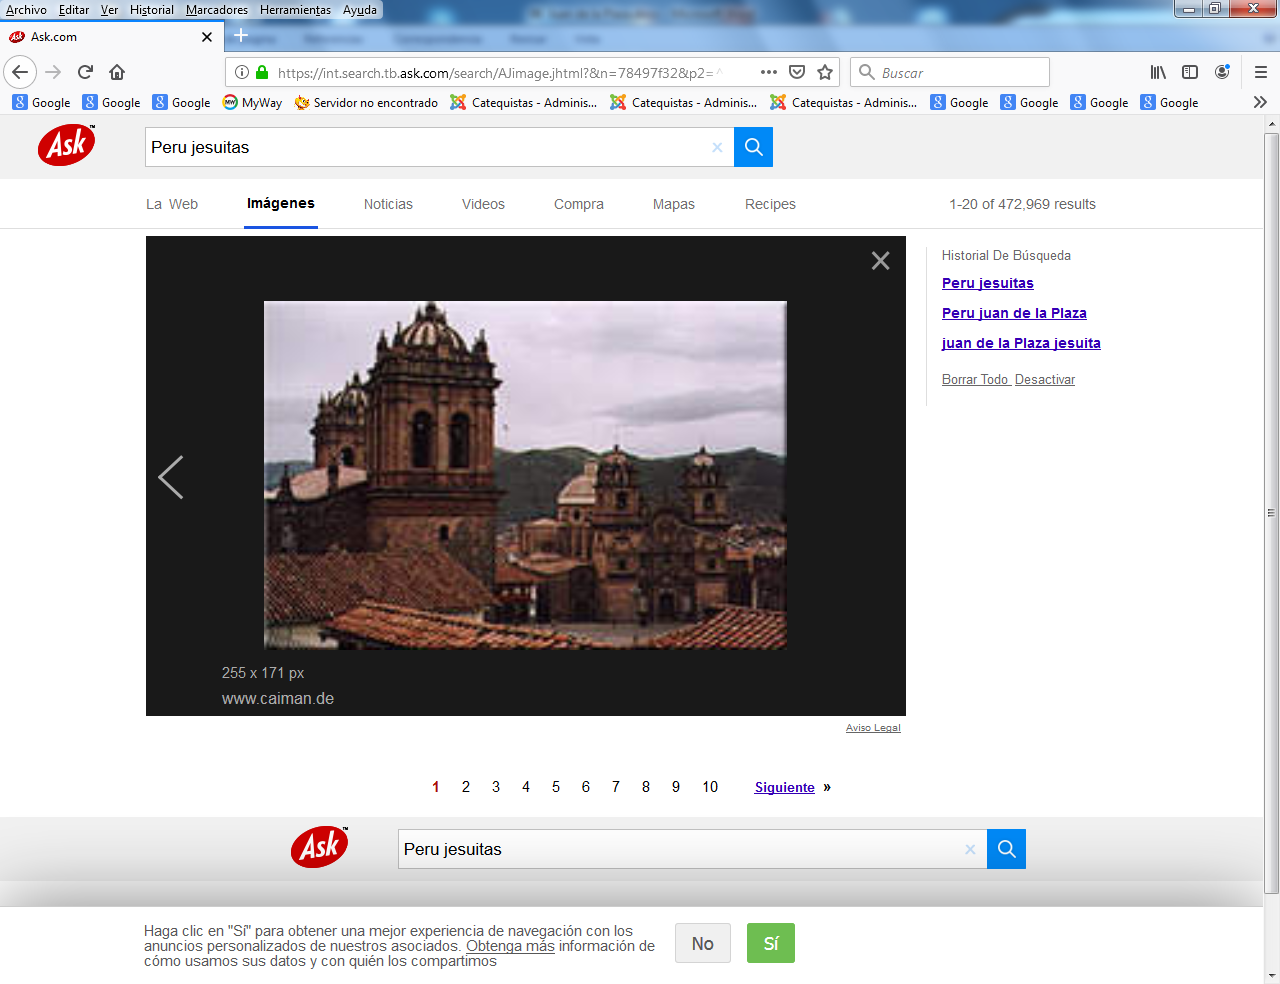 Archivo Editar Ver Historial Marcadores Herramientas Ayuda
Ask Ask.com
https://int.search.tb.ask.com/search/AJimage.jhtml?&n=78497f32&p2=^
Buscar
Google Google Google MyWay Servidor no encontrado Catequistas - Adminis... Catequistas - Adminis... Catequistas - Adminis... Google Google Google Google
Ask™ Peru jesuitas
La Web Imágenes Noticias Videos Compra Mapas Recipes 1-20 of 472,969 results
Historial De Búsqueda
Peru jesuitas
Peru juan de la Plaza
juan de la Plaza jesuita
Borrar Todo Desactivar
255 x 171 px
www.caiman.de
Aviso Legal
1 2 3 4 5 6 7 8 9 10 Siguiente »
Ask™ Peru jesuitas
Haga clic en "Sí" para obtener una mejor experiencia de navegación con los
anuncios personalizados de nuestros asociados. Obtenga más información de
cómo usamos sus datos y con quién los compartimos
No Sí